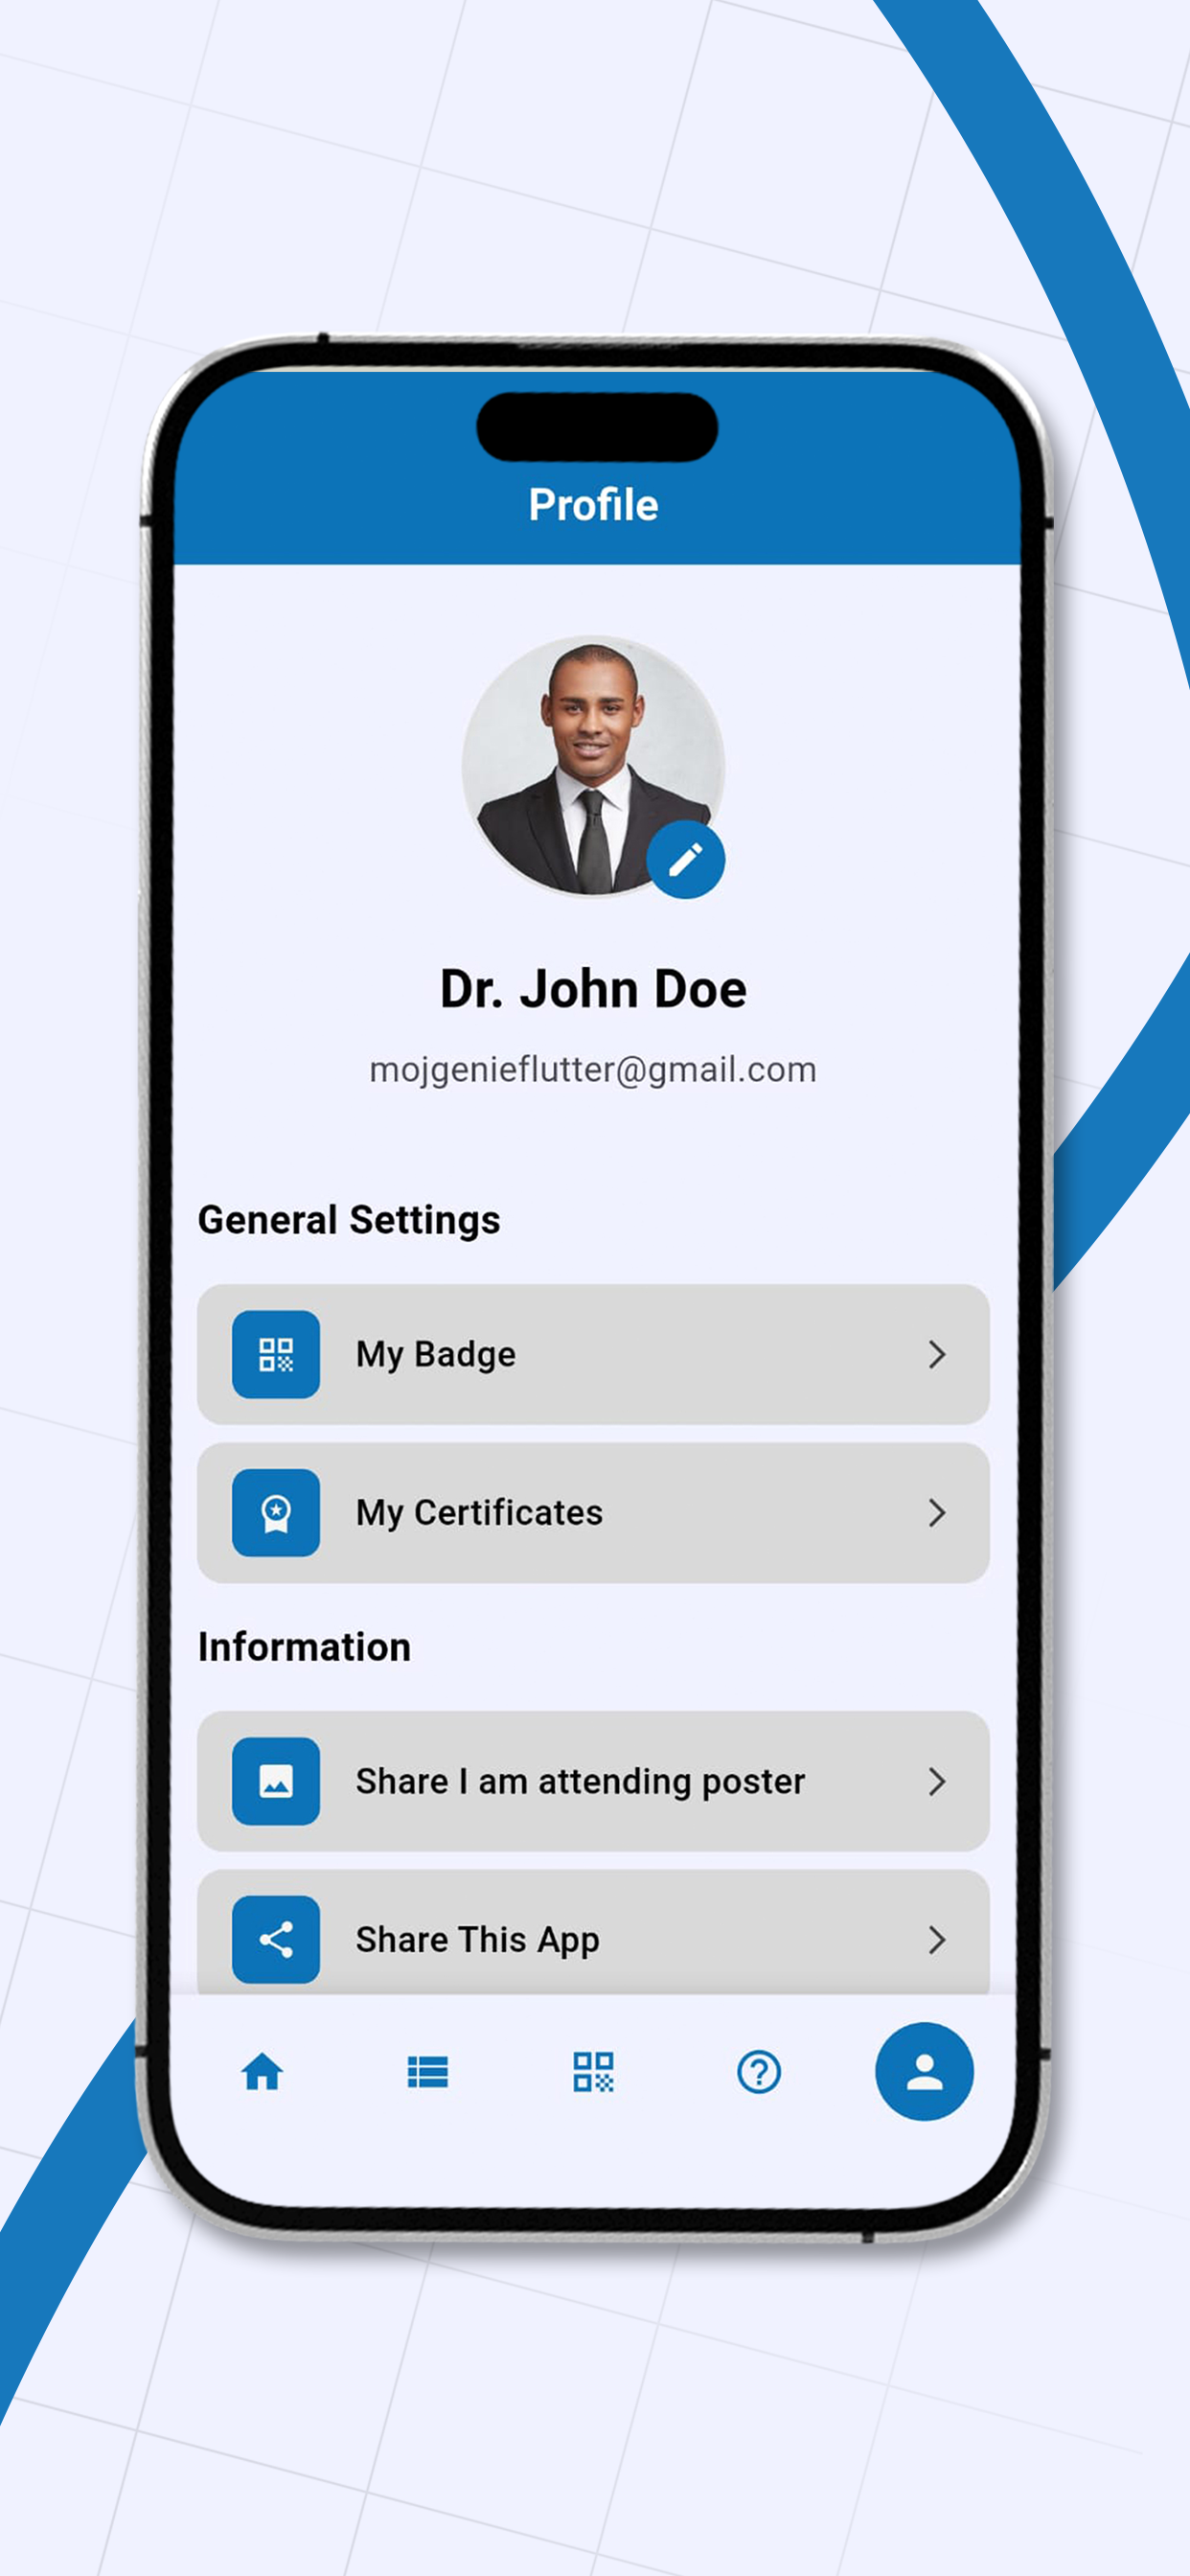 Profile
Dr. John Doe
mojgenieflutter@gmail.com
General Settings
My Badge
My Certificates
Information
Share I am attending poster
Share This App